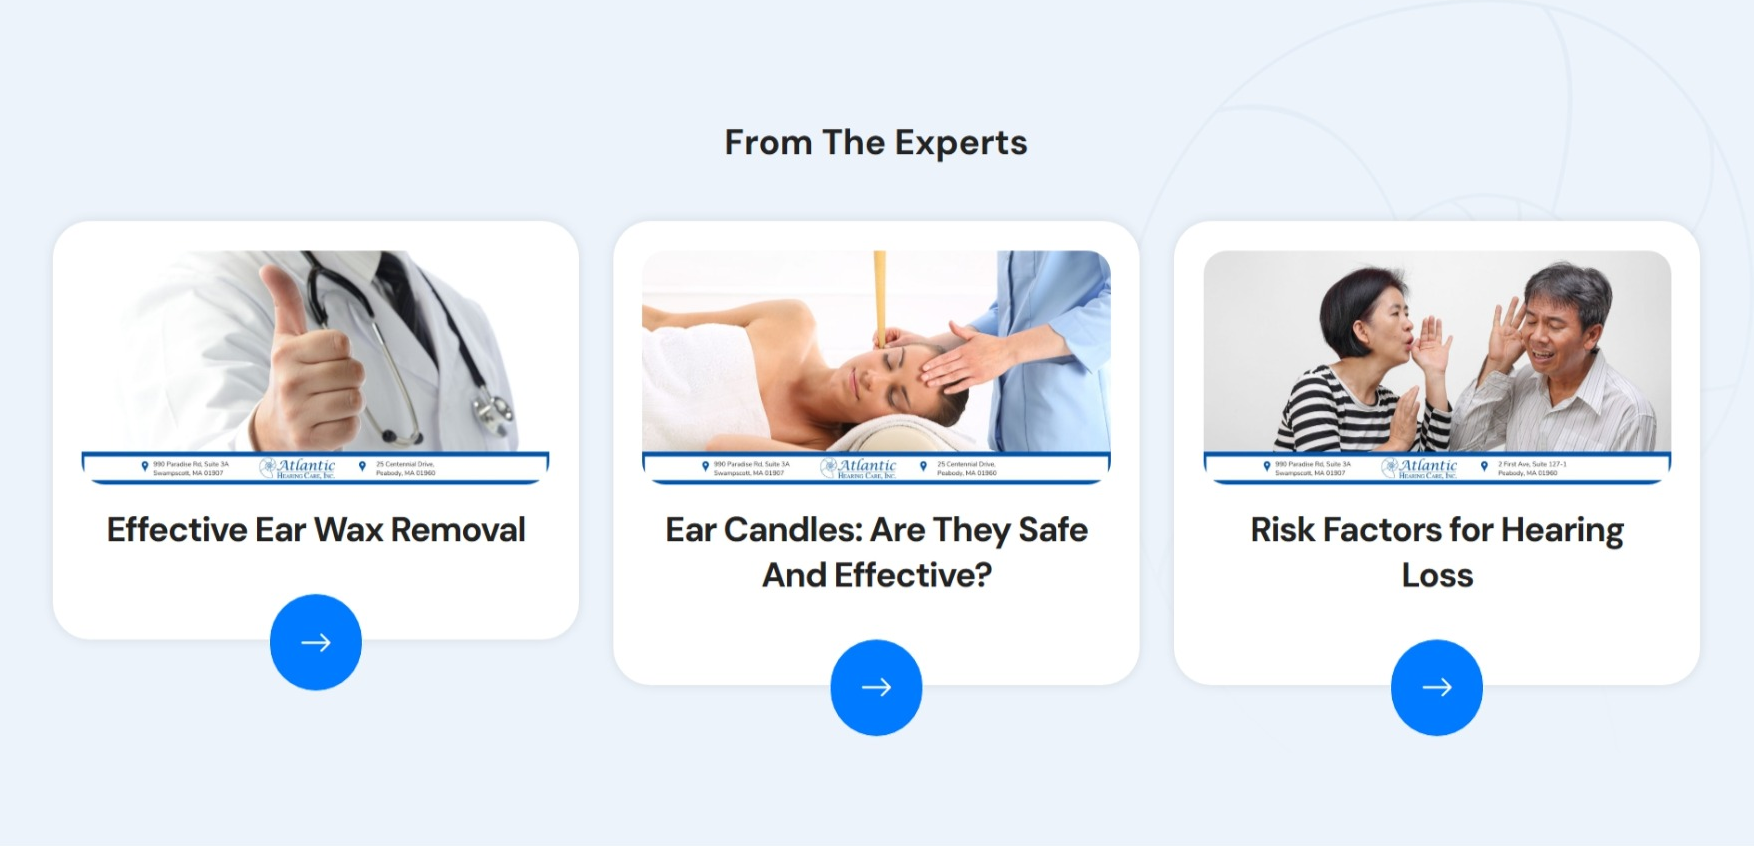 From The Experts
990 Paradise Rd, Suite 3A
Swampscott, MA 01907
Atlantic
HEARING CARE, INC.
25 Centennial Drive,
Peabody, MA 01960
Effective Ear Wax Removal
990 Paradise Rd, Suite 3A
Swampscott, MA 01907
Atlantic
HEARING CARE, INC.
25 Centennial Drive,
Peabody, MA 01960
Ear Candles: Are They Safe
And Effective?
990 Paradise Rd, Suite 3A
Swampscott, MA 01907
Atlantic
HEARING CARE, INC.
2 First Ave, Suite 127-1
Peabody, MA 01960
Risk Factors for Hearing
Loss